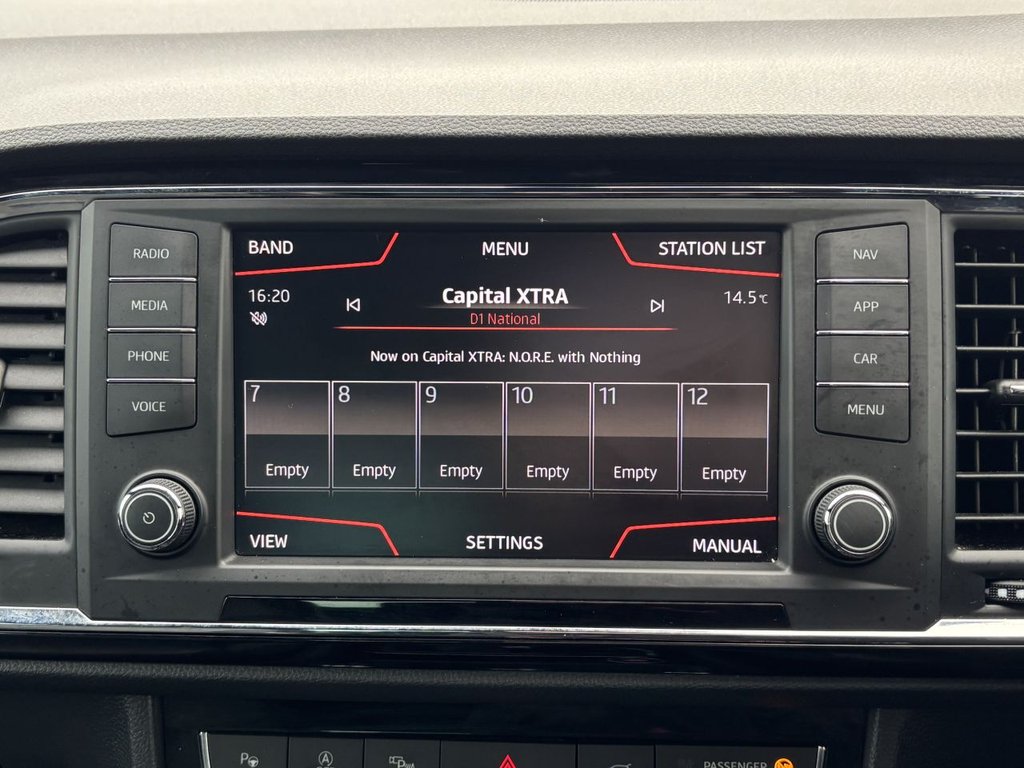 BAND MENU STATION LIST
RADIO
MEDIA
PHONE
VOICE
16:20 Capital XTRA 14.5°C
D1 National
Now on Capital XTRA: N.O.R.E. with Nothing
7 8 9 10 11 12
Empty Empty Empty Empty Empty Empty
VIEW SETTINGS MANUAL
NAV
APP
CAR
MENU
PASSENGER